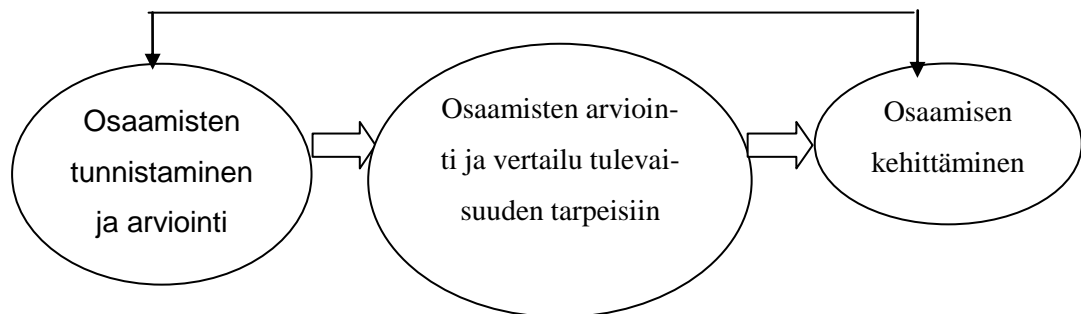 Osaamisten
tunnistaminen
ja arviointi
Osaamisten arvioin-
ti ja vertailu tulevai-
suuden tarpeisiin
Osaamisen
kehittäminen